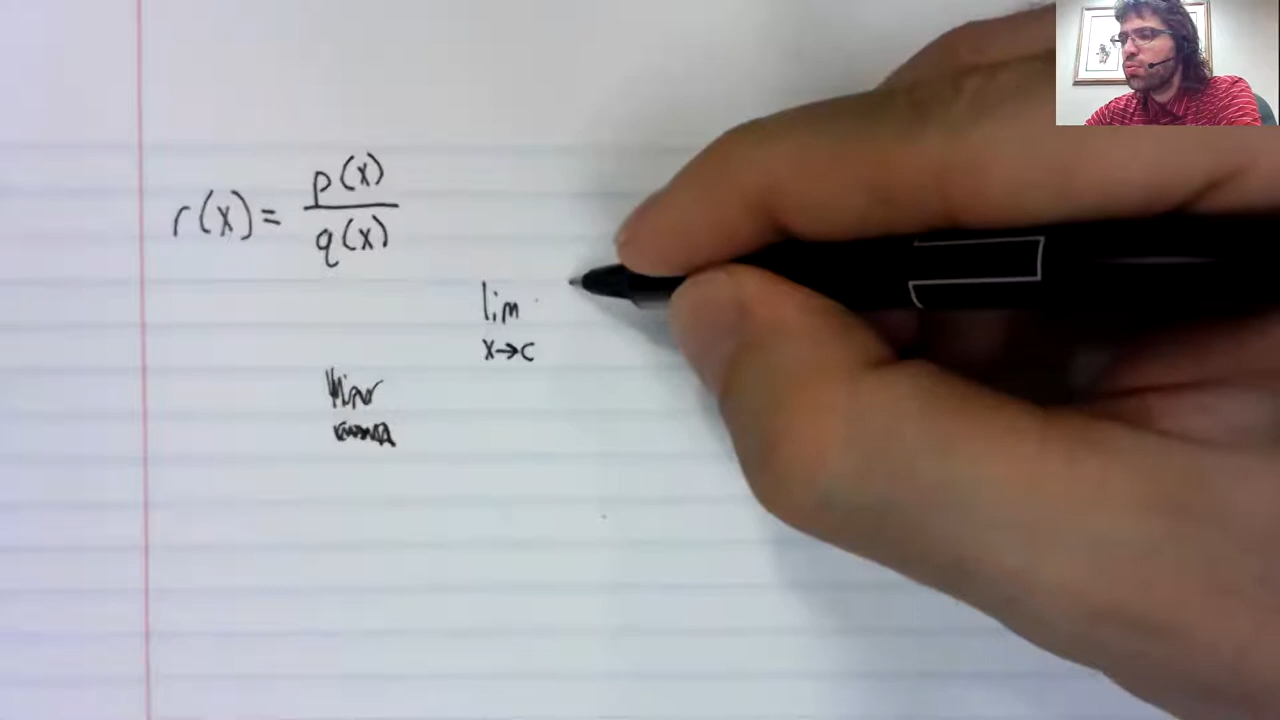 r(x) = p(x)/q(x)
lim
x→c